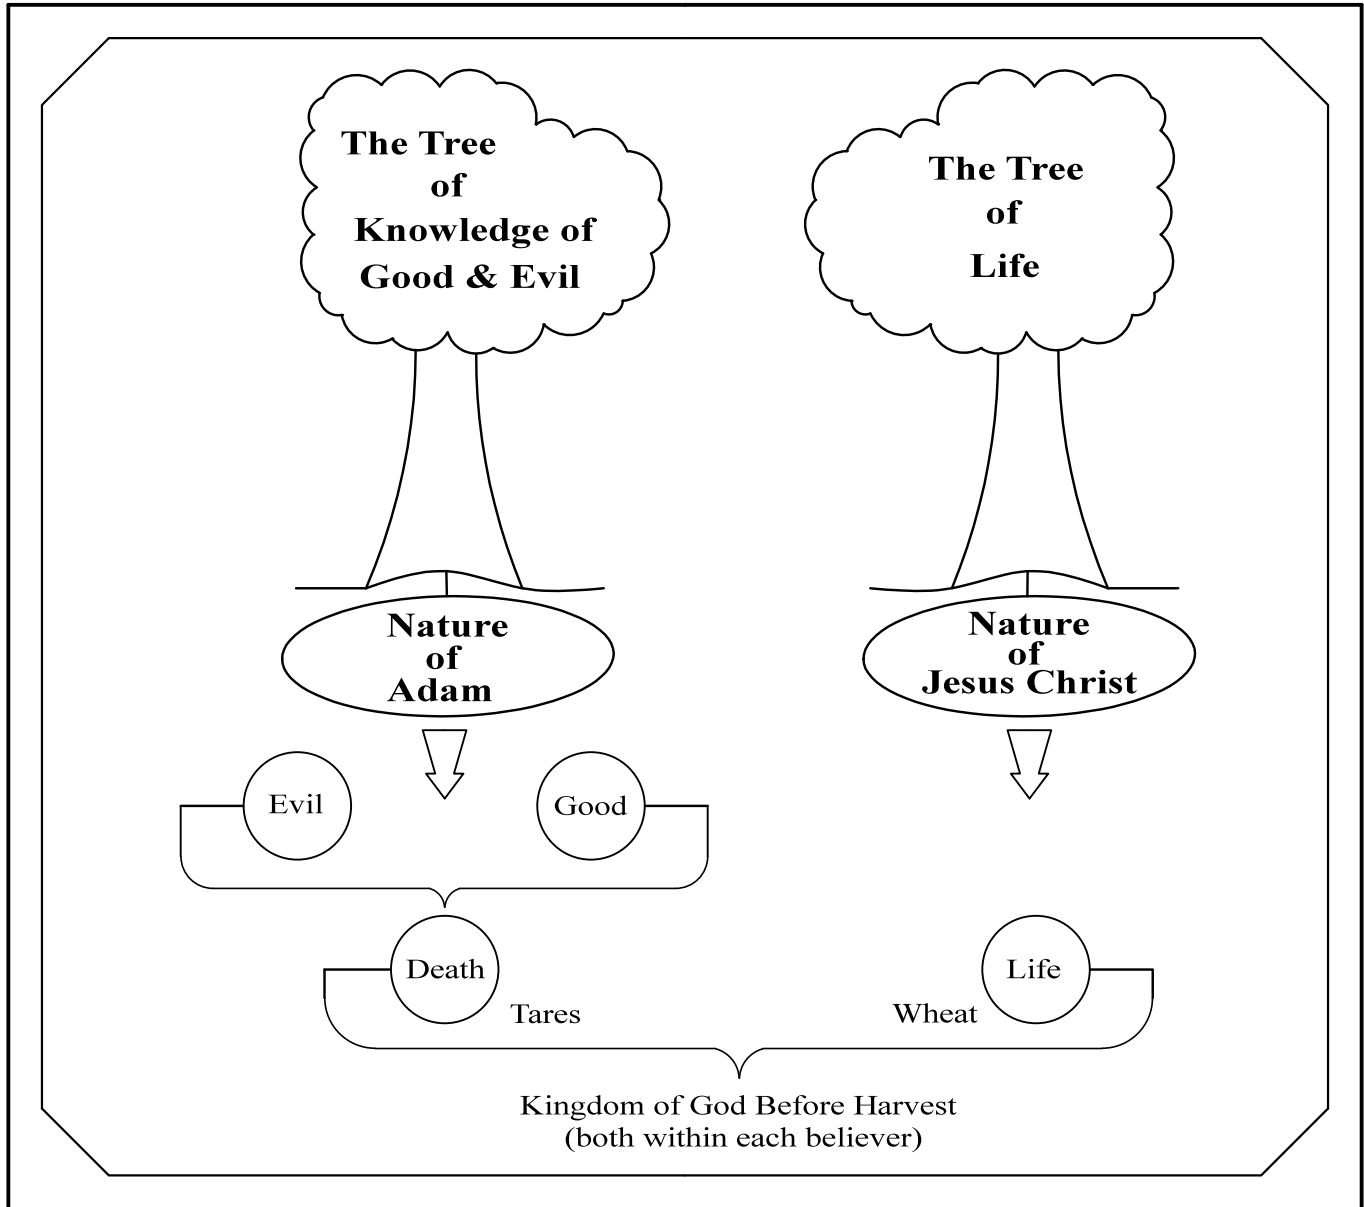 The Tree
of
Knowledge of
Good & Evil
The Tree
of
Life
Nature
of
Adam
Nature
of
Jesus Christ
Evil
Good
Death
Tares
Wheat
Life
Kingdom of God Before Harvest
(both within each believer)